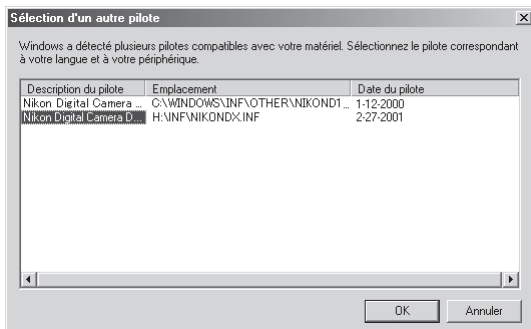 Sélection d'un autre pilote
Windows a détecté plusieurs pilotes compatibles avec votre matériel. Sélectionnez le pilote correspondant
à votre langue et à votre périphérique.
Description du pilote Emplacement Date du pilote
Nikon Digital Camera ... C:\WINDOWS\INF\OTHER\NIKOND1... 1-12-2000
Nikon Digital Camera D... H:\INF\NIKONDX.INF 2-27-2001
OK Annuler